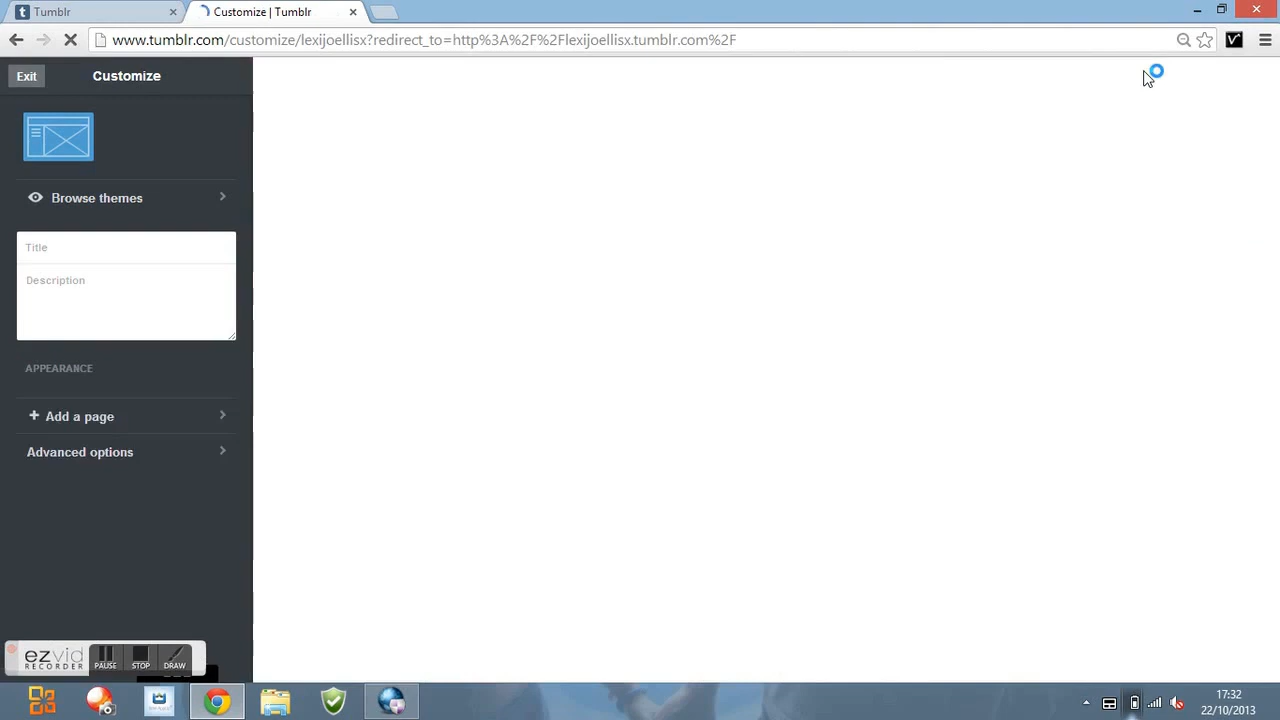 Tumblr
Customize | Tumblr
www.tumblr.com/customize/lexijoellisx?redirect_to=http%3A%2F%2Flexijoellisx.tumblr.com%2F
Exit
Customize
Browse themes
Title
Description
APPEARANCE
+ Add a page
Advanced options
ezvid
RECORDER
PAUSE
STOP
DRAW
17:32
22/10/2013